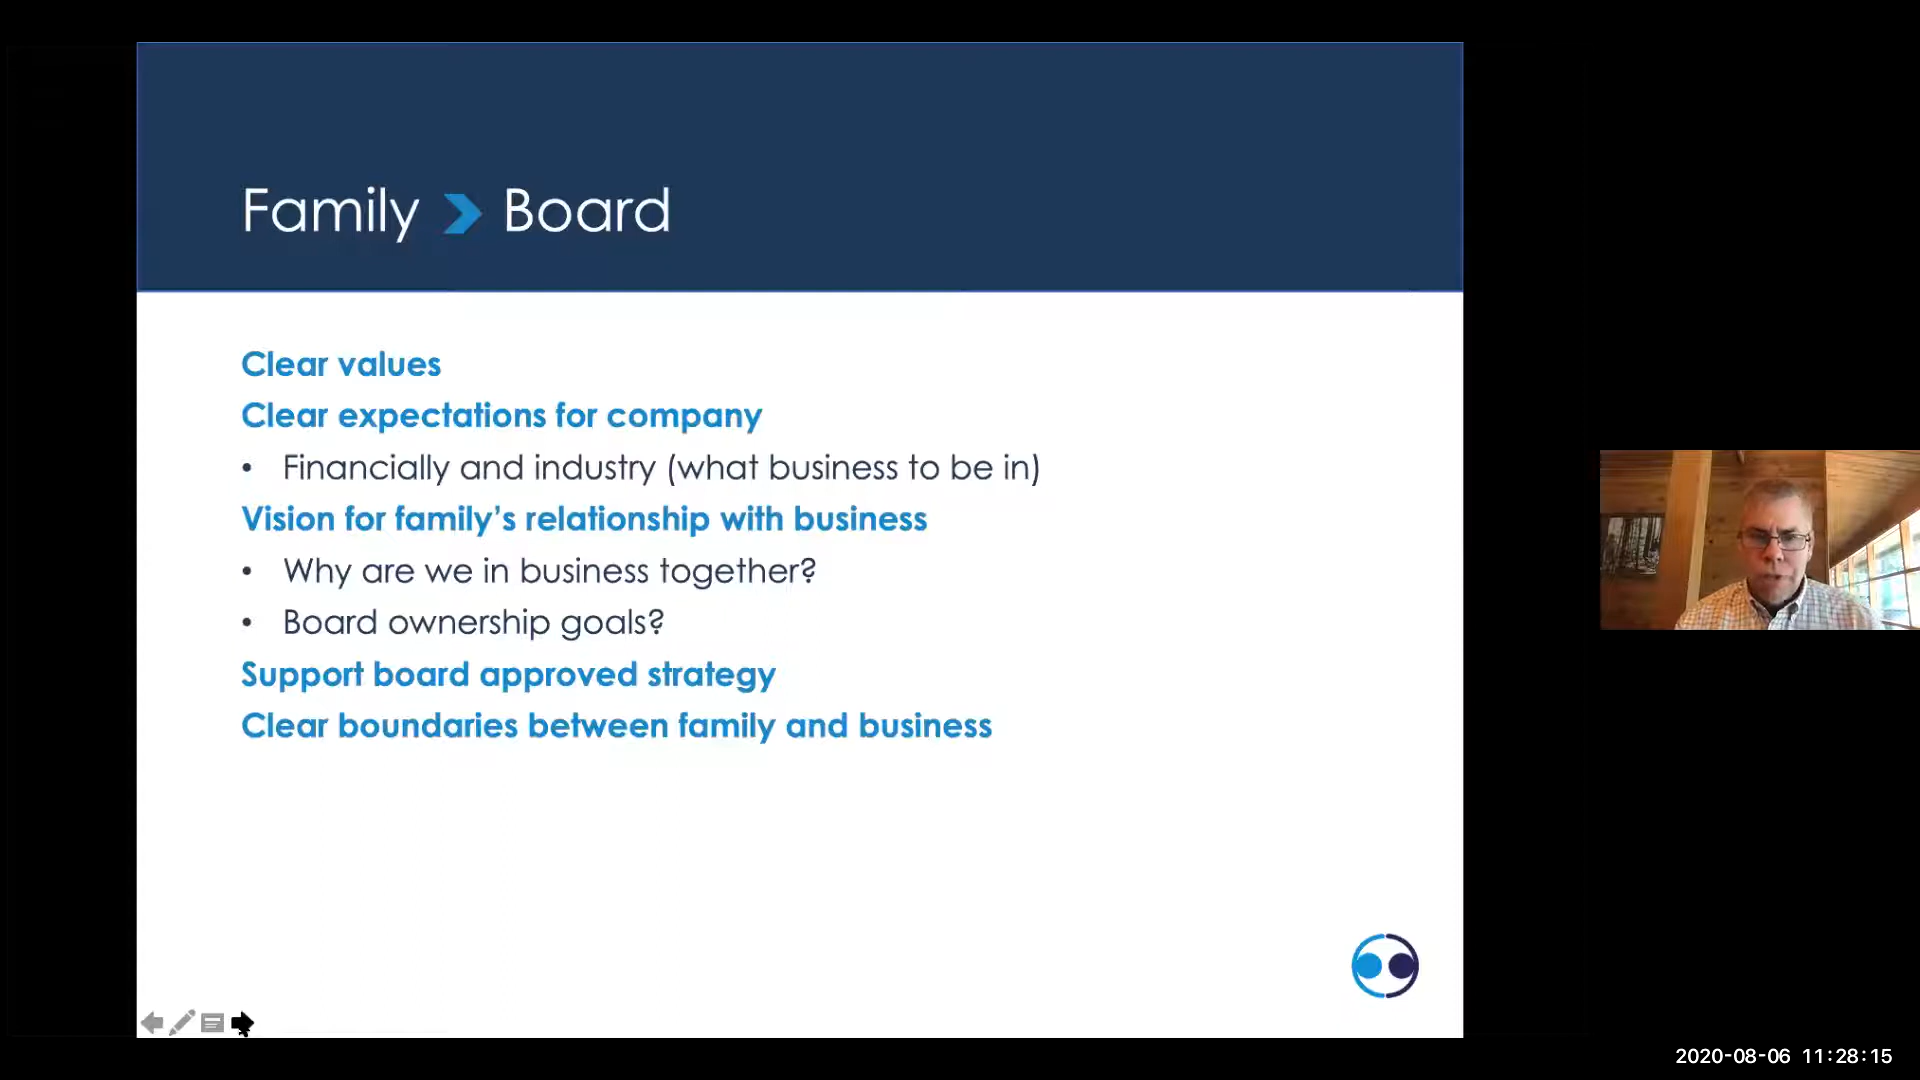 Family Board
Clear values
Clear expectations for company
• Financially and industry (what business to be in)
Vision for family’s relationship with business
• Why are we in business together?
• Board ownership goals?
Support board approved strategy
Clear boundaries between family and business
2020-08-06 11:28:15